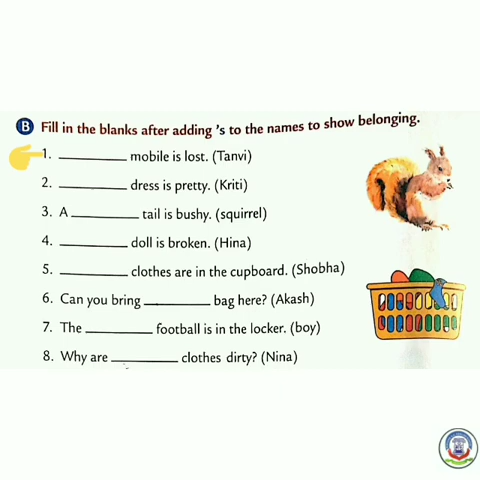 B Fill in the blanks after adding 's to the names to show belonging.
1. ________ mobile is lost. (Tanvi)
2. ________ dress is pretty. (Kriti)
3. A ________ tail is bushy. (squirrel)
4. ________ doll is broken. (Hina)
5. ________ clothes are in the cupboard. (Shobha)
6. Can you bring ________ bag here? (Akash)
7. The ________ football is in the locker. (boy)
8. Why are ________ clothes dirty? (Nina)